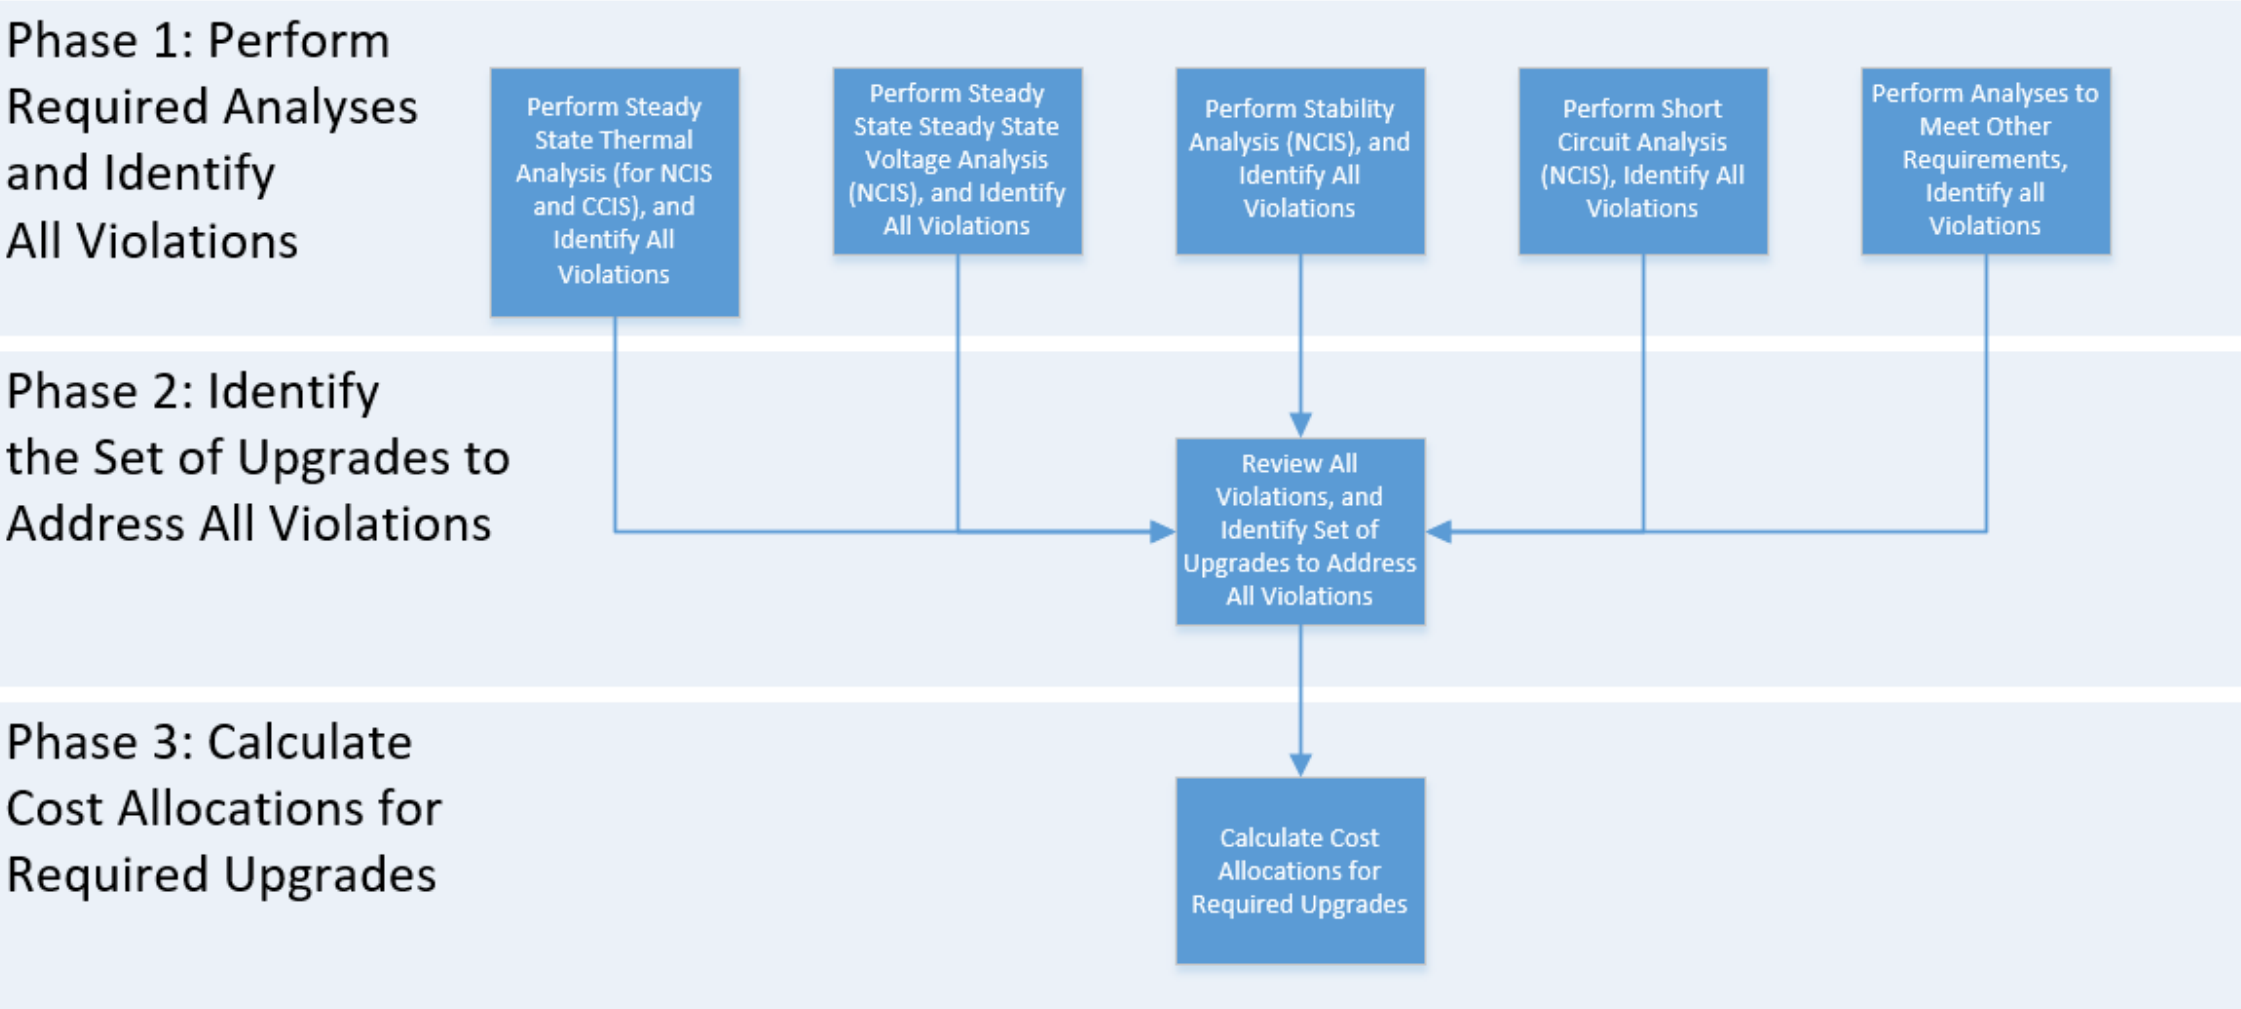 Phase 1: Perform
Required Analyses
and Identify
All Violations
Perform Steady
State Thermal
Analysis (for NCIS
and CCIS), and
Identify All
Violations
Perform Steady
State Steady State
Voltage Analysis
(NCIS), and Identify
All Violations
Perform Stability
Analysis (NCIS), and
Identify All
Violations
Perform Short
Circuit Analysis
(NCIS), Identify All
Violations
Perform Analyses to
Meet Other
Requirements,
Identify all
Violations
Phase 2: Identify
the Set of Upgrades to
Address All Violations
Review All
Violations, and
Identify Set of
Upgrades to Address
All Violations
Phase 3: Calculate
Cost Allocations for
Required Upgrades
Calculate Cost
Allocations for
Required Upgrades